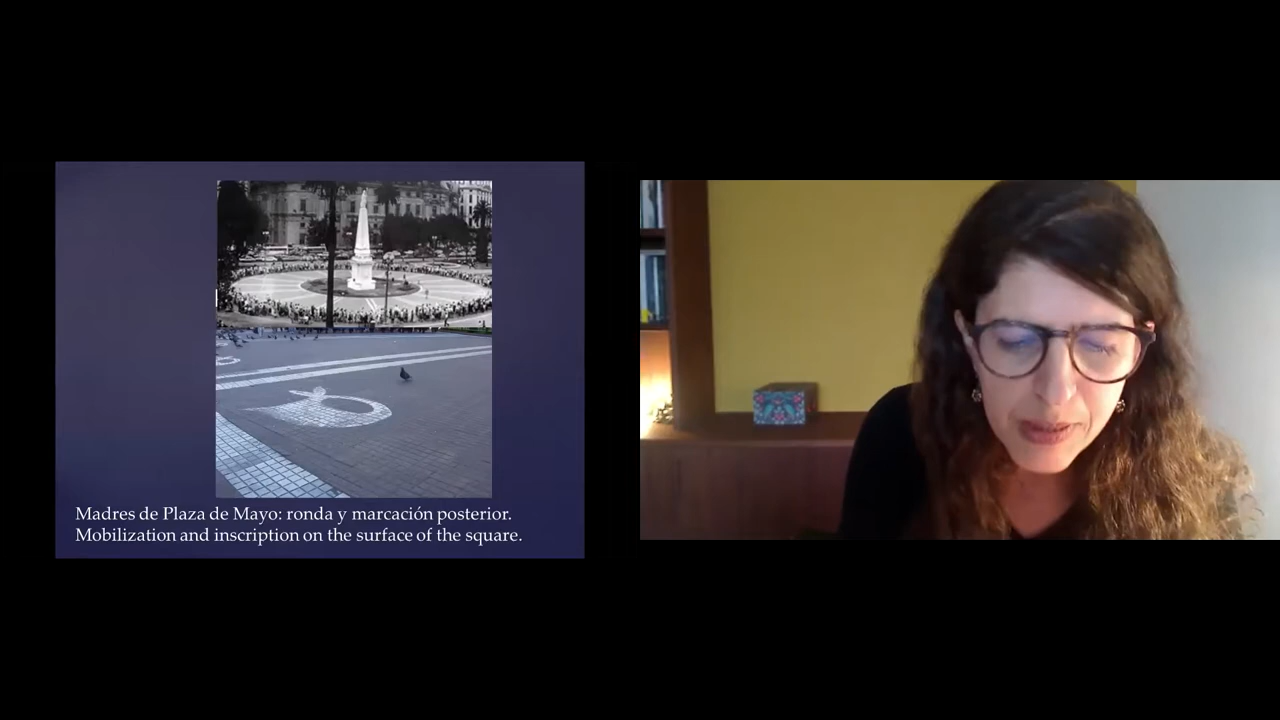 Madres de Plaza de Mayo: ronda y marcación posterior.
Mobilization and inscription on the surface of the square.